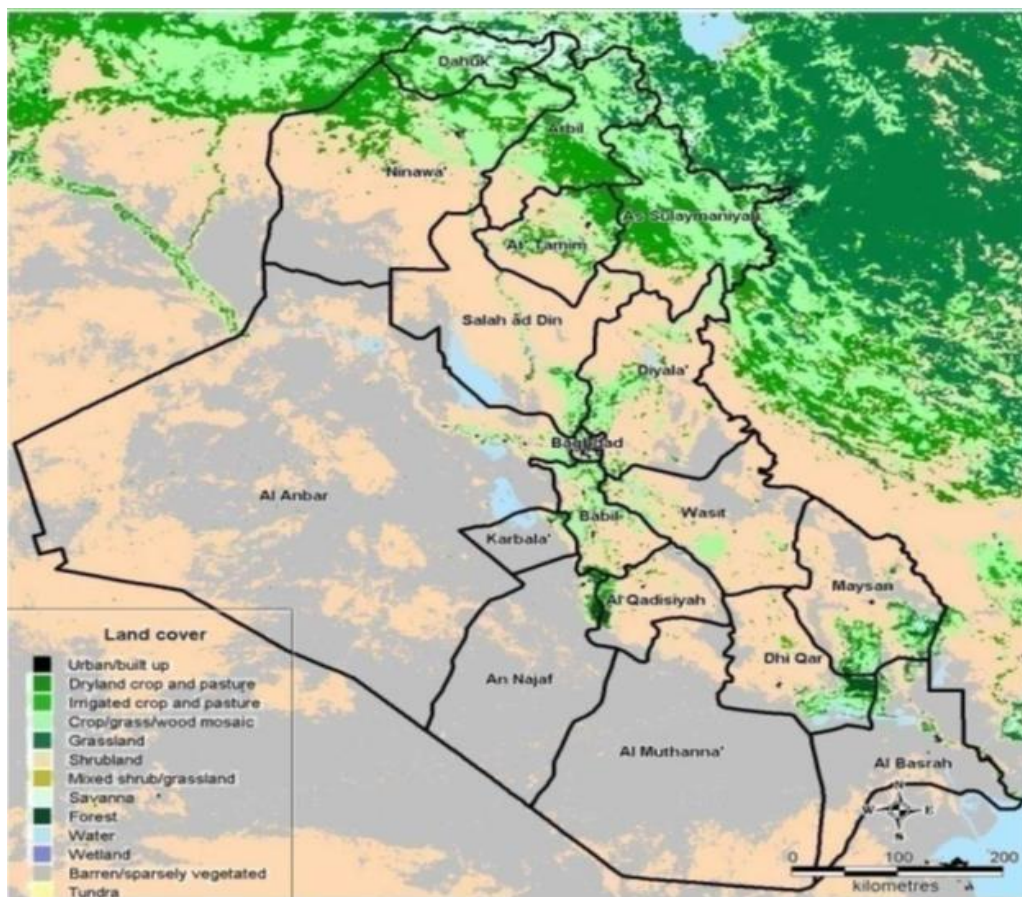 Dahuk
Arbil
Ninawa'
As Sulaymaniyah
At Tamim
Salah ad Din
Diyala'
Baghdad
Al Anbar
Wasit
Babil
Karbala'
Maysan
Al Qadisiyah
Dhi Qar
An Najaf
Al Muthanna'
Al Basrah
N
W E
S
0 100 200
kilometres
Land cover
Urban/built up
Dryland crop and pasture
Irrigated crop and pasture
Crop/grass/wood mosaic
Grassland
Shrubland
Mixed shrub/grassland
Savanna
Forest
Water
Wetland
Barren/sparsely vegetated
Tundra